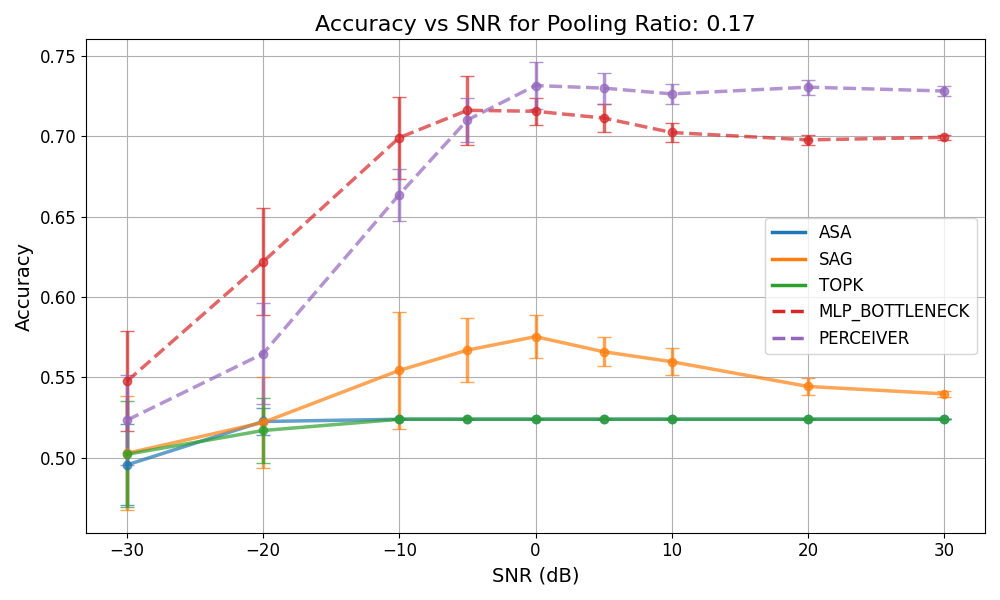 Accuracy vs SNR for Pooling Ratio: 0.17
Accuracy
0.75
0.70
0.65
0.60
0.55
0.50
ASA
SAG
TOPK
MLP_BOTTLENECK
PERCEIVER
−30
−20
−10
0
10
20
30
SNR (dB)